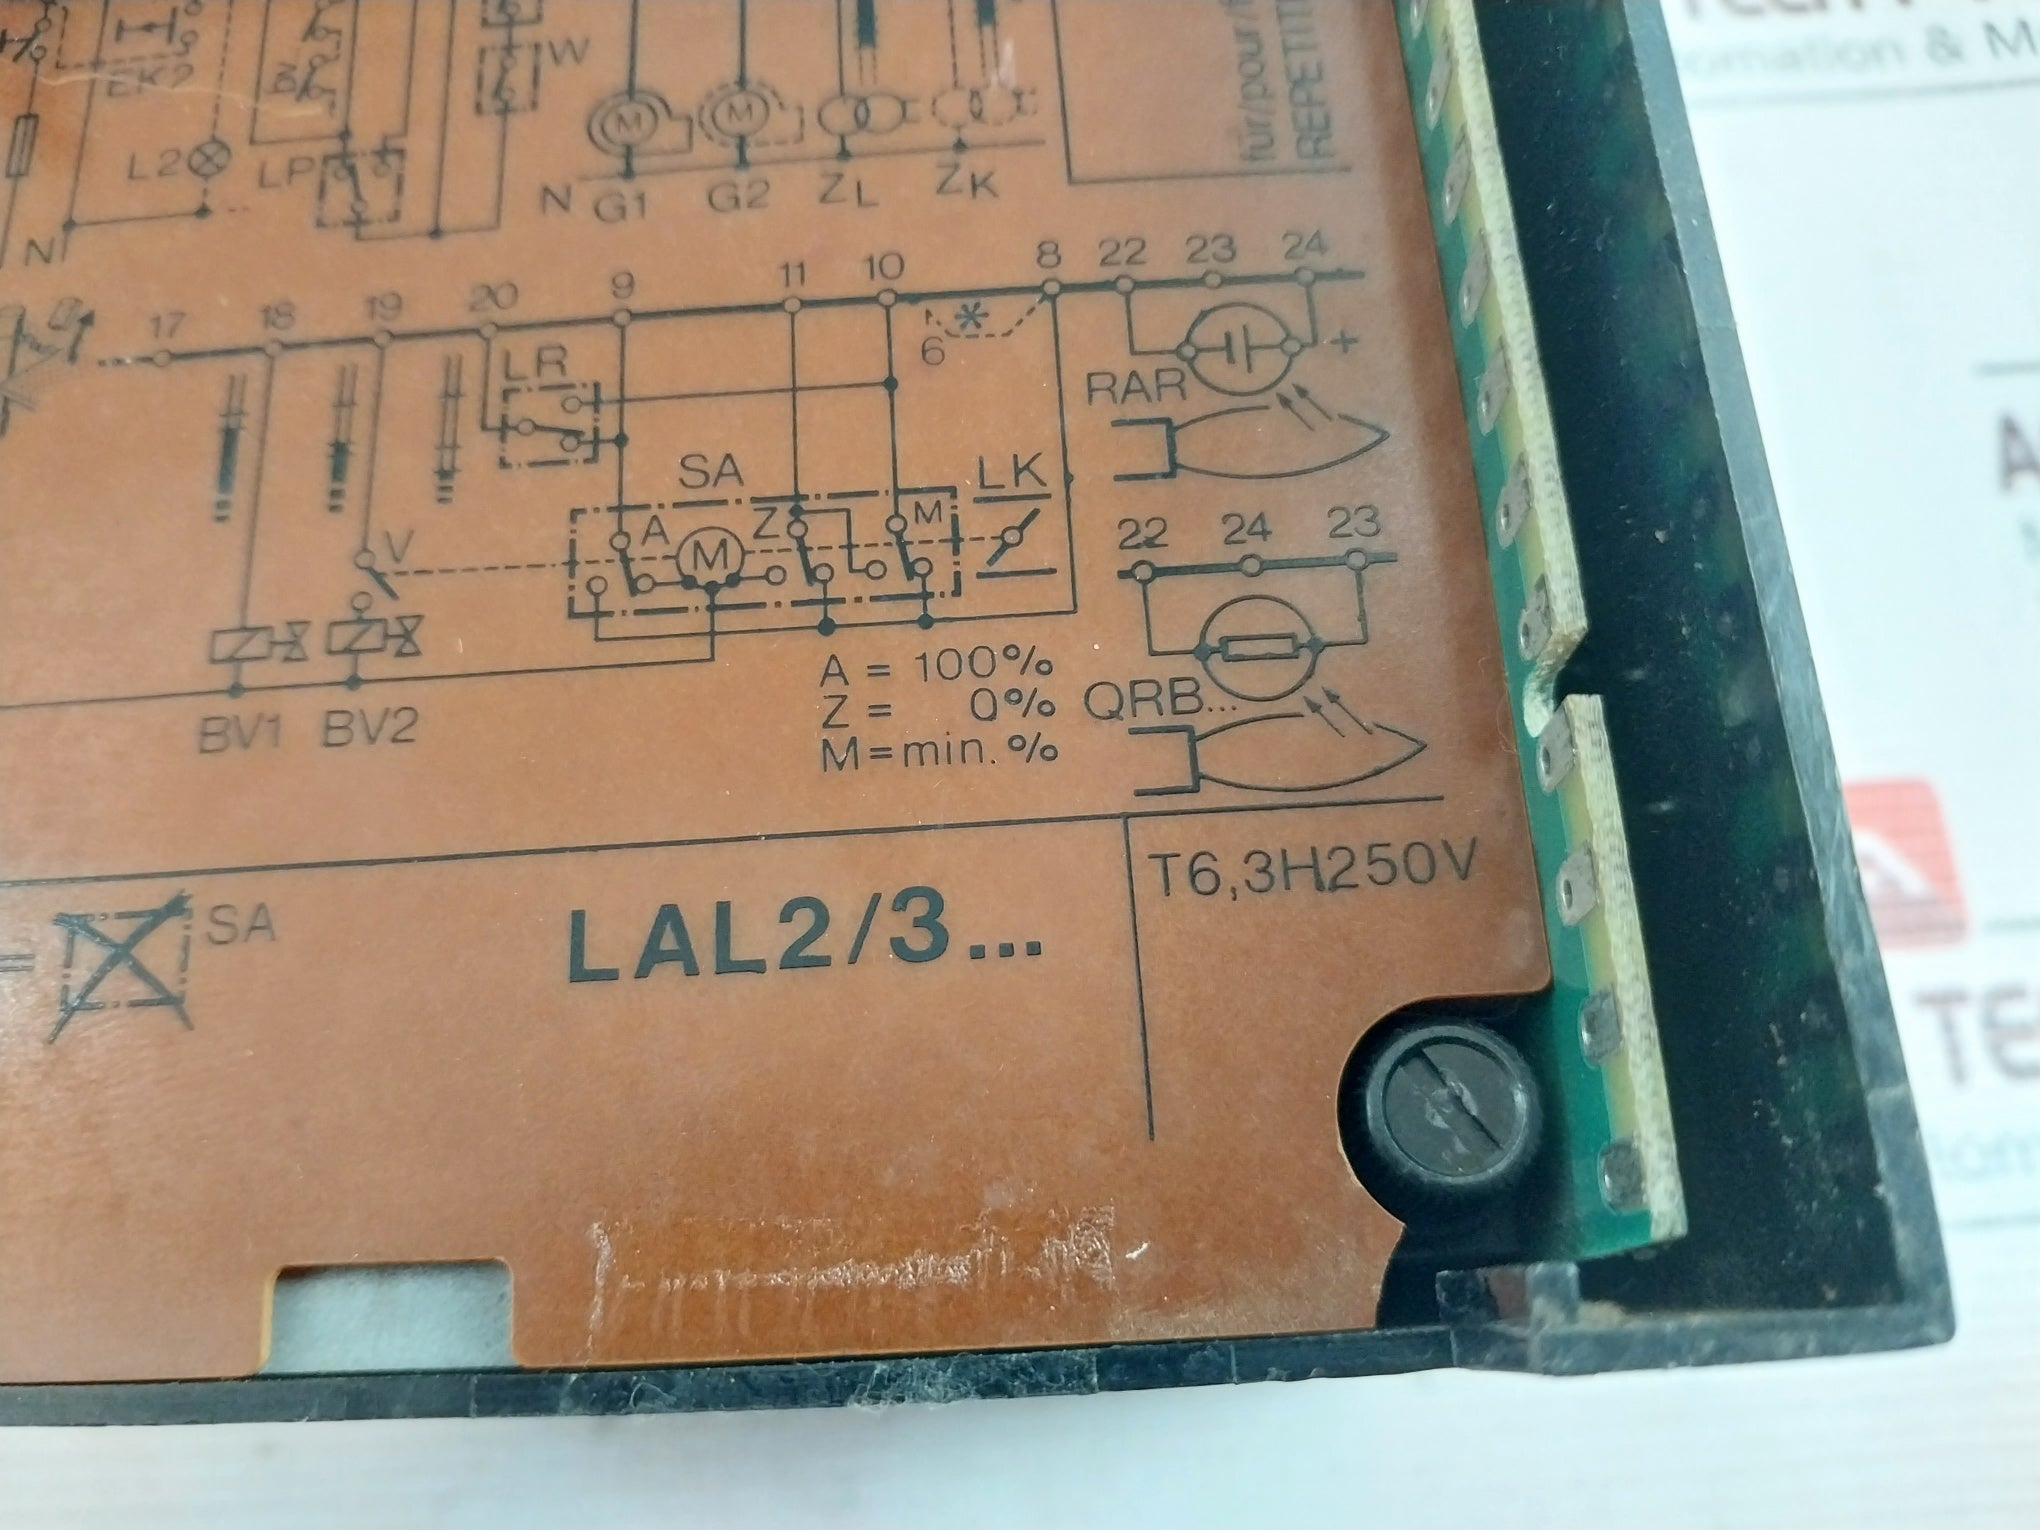 EK2
W
L2
LP
M
M
N
N G1 G2 ZL ZK
für/pour/f
REPETITI
omation & M
17 18 19 20 9 11 10 8 22 23 24
* 6
LR
+
RAR
SA
LK
A M Z M
V
22 24 23
BV1 BV2
A = 100%
Z = 0%
M = min. %
QRB...
T6,3H250V
SA
LAL2/3...
A
TE